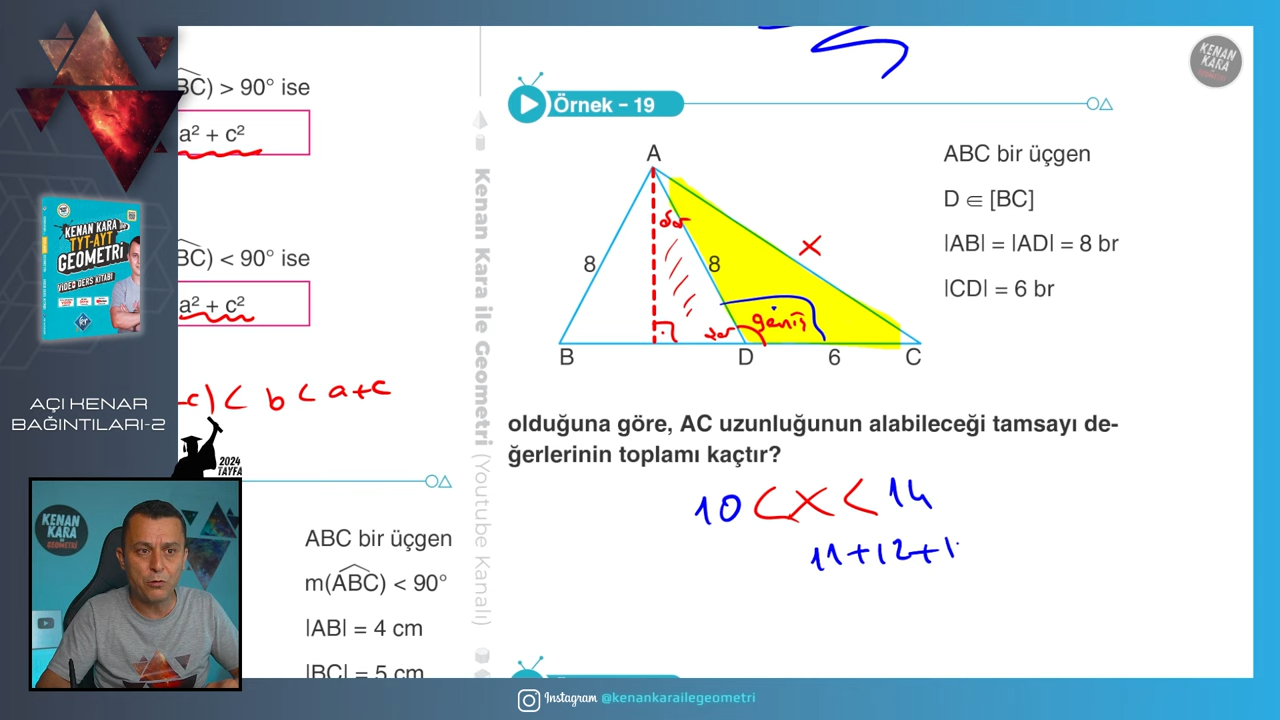 BC) > 90° ise
a² + c²
BC) < 90° ise
a² + c²
c) < b < a+c
KENAN KARA
TYT-AYT
GEOMETRİ
VİDEO DERS KİTABI
AÇI KENAR
BAĞINTILARI-2
2024
TAYFA
KENAN
KARA
GEOMETRİ
ABC bir üçgen
m(ABC) < 90°
|AB| = 4 cm
|BC| = 5 cm
Kenan Kara ile Geometri (Youtube Kanalı)
KENAN
KARA
GEOMETRİ
Örnek - 19
A
8
8
x
dar
dar
geniş
B
D
6
C
ABC bir üçgen
D ∈ [BC]
|AB| = |AD| = 8 br
|CD| = 6 br
olduğuna göre, AC uzunluğunun alabileceği tamsayı de-
ğerlerinin toplamı kaçtır?
10 < x < 14
11+12+1
Instagram @kenankarailegeometri